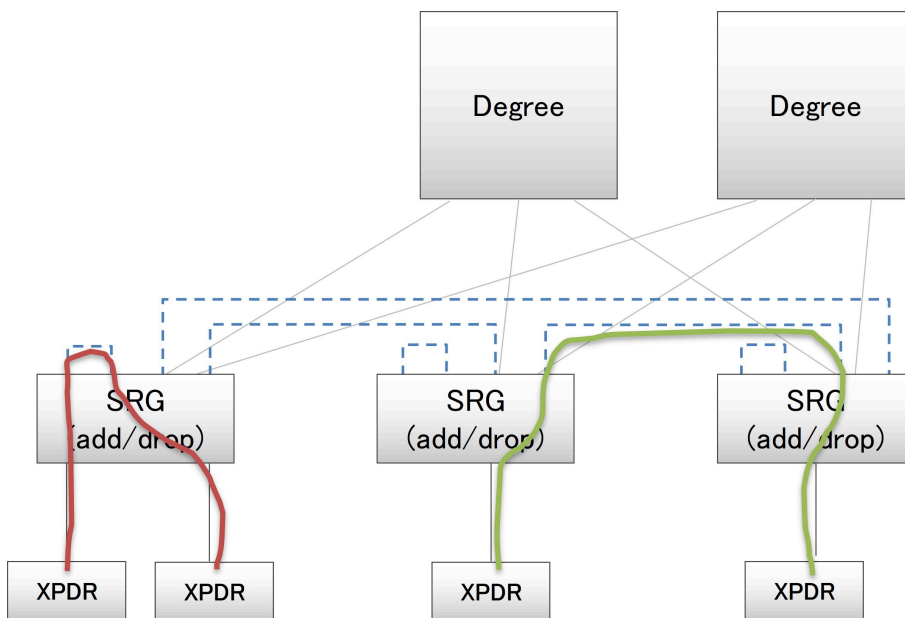 Degree
Degree
SRG
(add/drop)
SRG
(add/drop)
SRG
(add/drop)
XPDR
XPDR
XPDR
XPDR